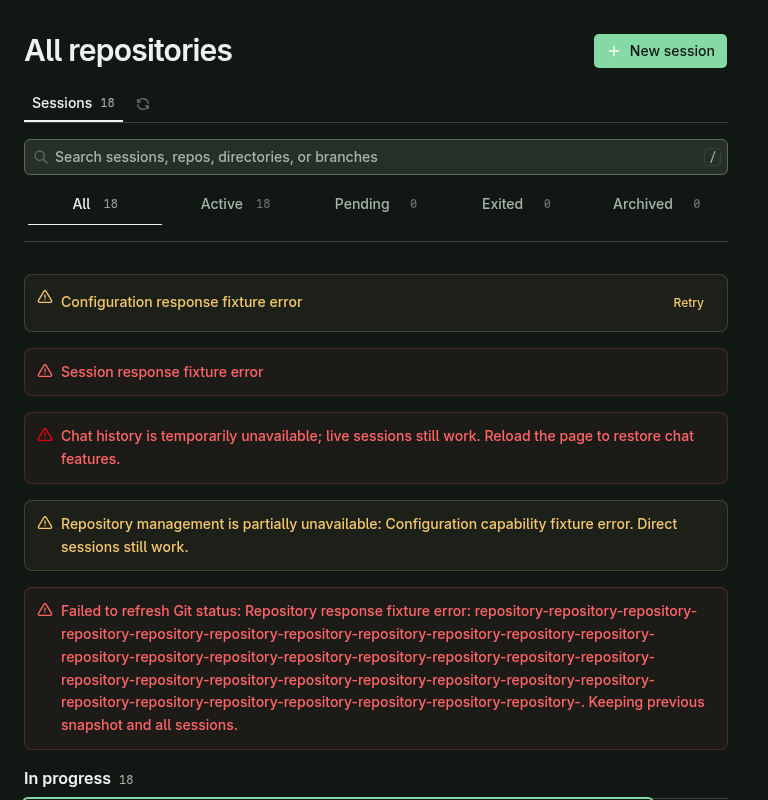 All repositories
New session
Sessions 18
Search sessions, repos, directories, or branches /
All 18 Active 18 Pending 0 Exited 0 Archived 0
Configuration response fixture error Retry
Session response fixture error
Chat history is temporarily unavailable; live sessions still work. Reload the page to restore chat
features.
Repository management is partially unavailable: Configuration capability fixture error. Direct
sessions still work.
Failed to refresh Git status: Repository response fixture error: repository-repository-repository-
repository-repository-repository-repository-repository-repository-repository-repository-
repository-repository-repository-repository-repository-repository-repository-repository-
repository-repository-repository-repository-repository-repository-repository-repository-
repository-repository-repository-repository-repository-repository-repository-. Keeping previous
snapshot and all sessions.
In progress 18